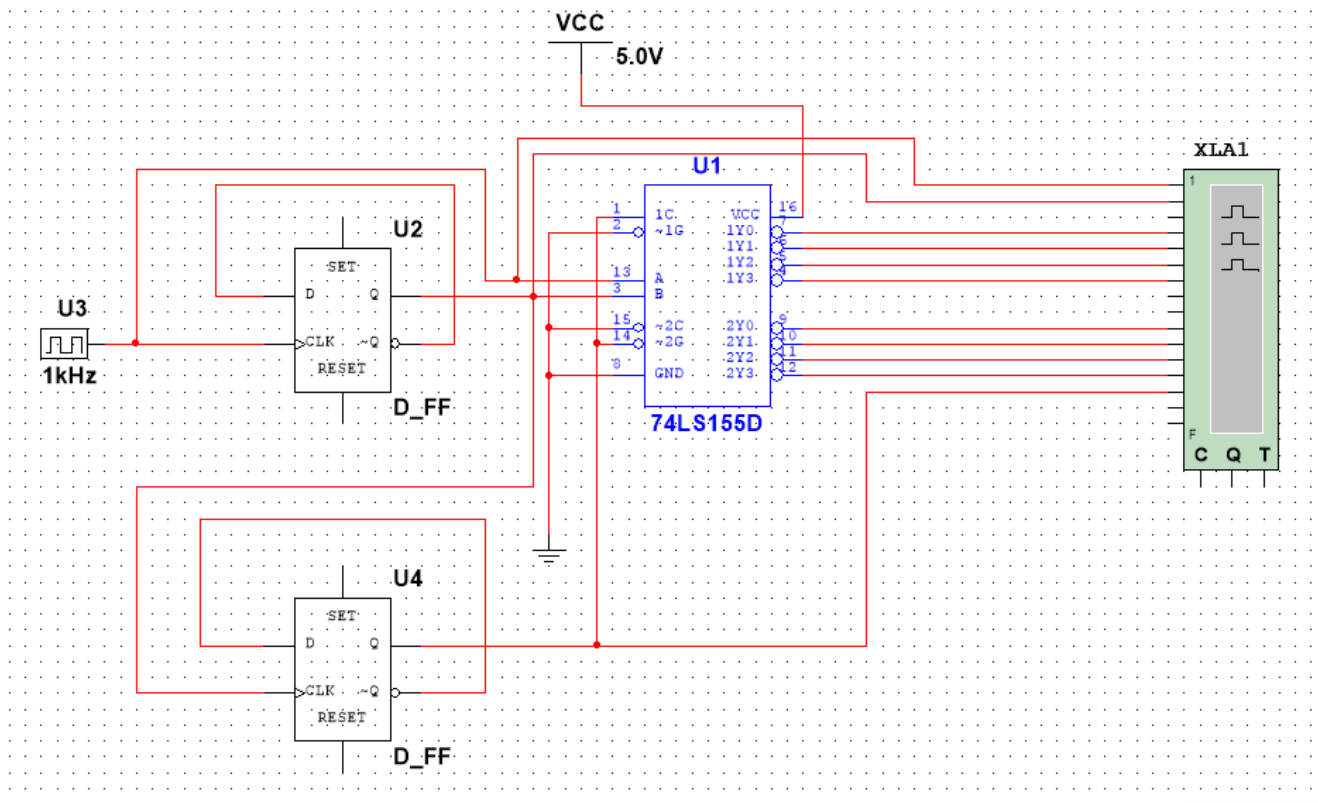 VCC
5.0V
XLA1
1
F
C Q T
U1
1 1C VCC 16
2 ~1G 1Y0 7
1Y1 6
1Y2 5
13 A 1Y3 4
3 B
15 ~2C 2Y0 9
14 ~2G 2Y1 10
2Y2 11
8 GND 2Y3 12
74LS155D
U2
SET
D Q
CLK ~Q
RESET
D_FF
U3
1kHz
U4
SET
D Q
CLK ~Q
RESET
D_FF